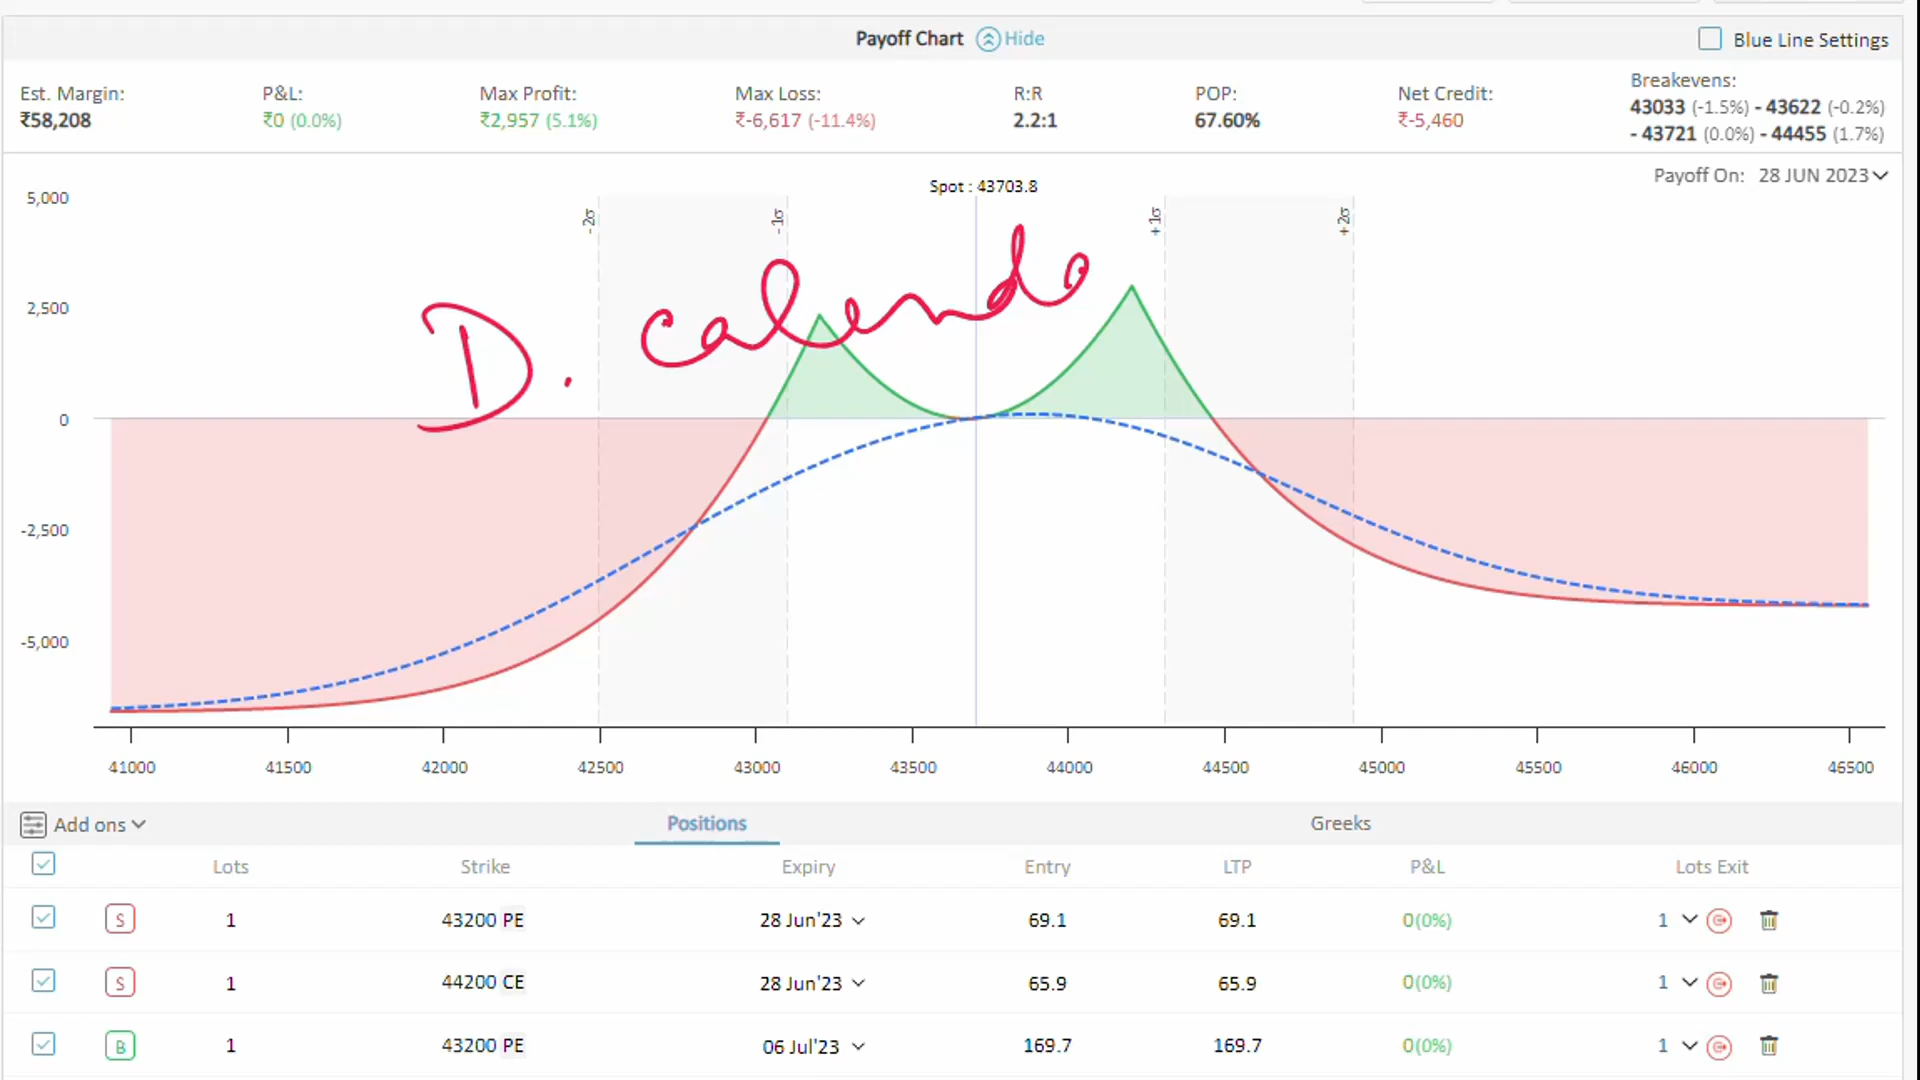 Payoff Chart Hide
Blue Line Settings
Est. Margin: P&L: Max Profit: Max Loss: R:R POP: Net Credit: Breakevens:
₹58,208 ₹0 (0.0%) ₹2,957 (5.1%) ₹-6,617 (-11.4%) 2.2:1 67.60% ₹-5,460 43033 (-1.5%) - 43622 (-0.2%)
- 43721 (0.0%) - 44455 (1.7%)
Payoff On: 28 JUN 2023
Spot : 43703.8
5,000
-2σ -1σ +1σ +2σ
D. calenda
2,500
0
-2,500
-5,000
41000 41500 42000 42500 43000 43500 44000 44500 45000 45500 46000 46500
Add ons Positions Greeks
Lots Strike Expiry Entry LTP P&L Lots Exit
S 1 43200 PE 28 Jun'23 69.1 69.1 0(0%) 1
S 1 44200 CE 28 Jun'23 65.9 65.9 0(0%) 1
B 1 43200 PE 06 Jul'23 169.7 169.7 0(0%) 1